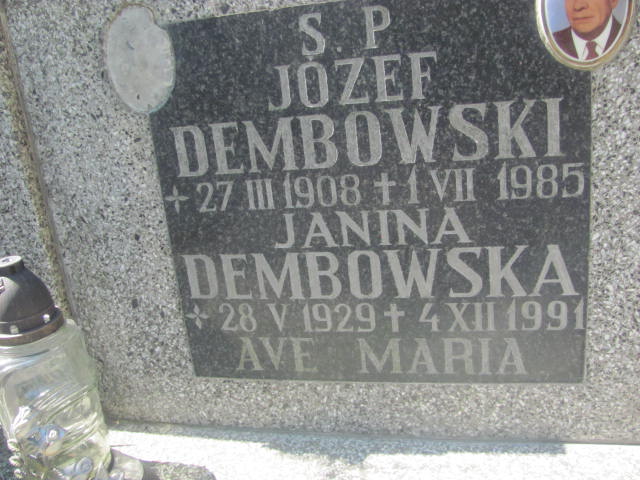 Ś. P
JÓZEF
DEMBOWSKI
✢ 27 III 1908 ✝ 1 VII 1985
JANINA
DEMBOWSKA
✢ 28 V 1929 ✝ 4 XII 1991
AVE MARIA